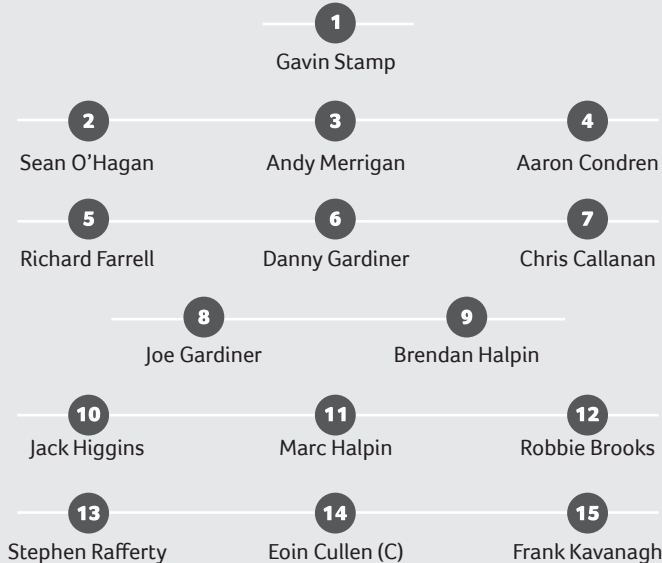 1
Gavin Stamp
2 3 4
Sean O’Hagan Andy Merrigan Aaron Condren
5 6 7
Richard Farrell Danny Gardiner Chris Callanan
8 9
Joe Gardiner Brendan Halpin
10 11 12
Jack Higgins Marc Halpin Robbie Brooks
13 14 15
Stephen Rafferty Eoin Cullen (C) Frank Kavanagh